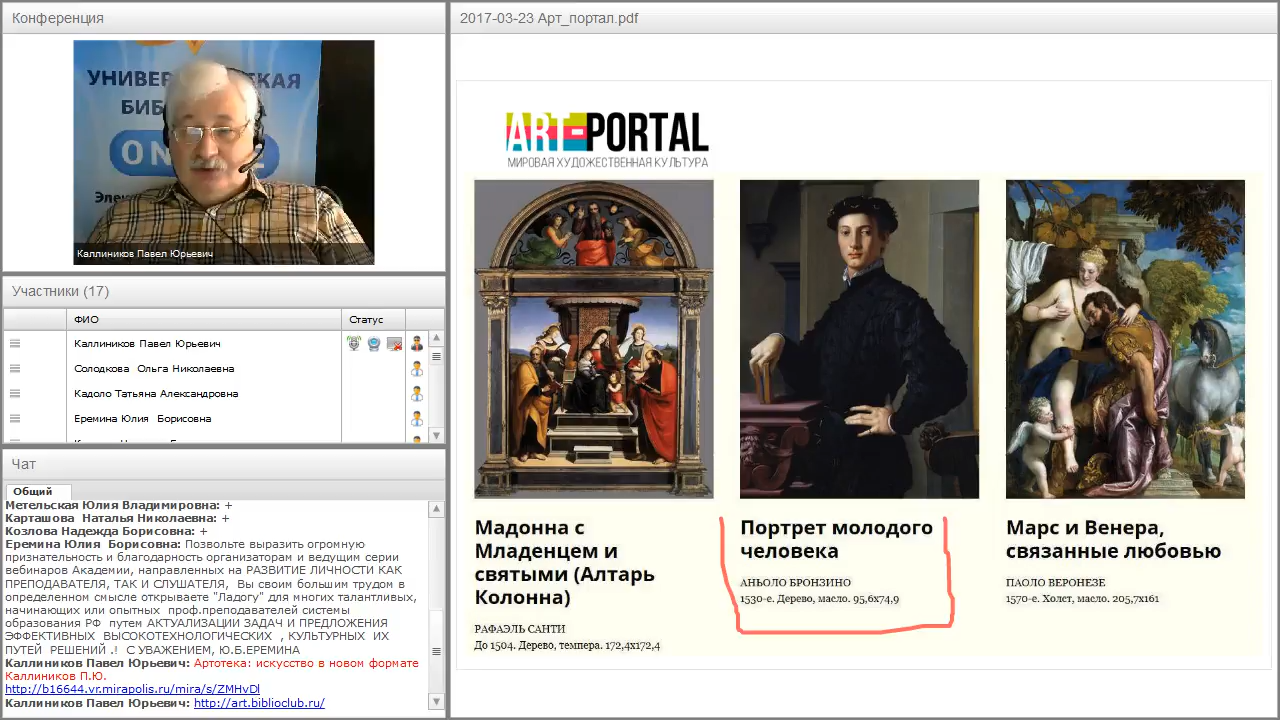 Конференция
УНИВЕР
КАЯ
БИБ
ON
Элек
Каллиников Павел Юрьевич
Участники (17)
ФИО
Статус
Каллиников Павел Юрьевич
Солодкова Ольга Николаевна
Кадоло Татьяна Александровна
Еремина Юлия Борисовна
Чат
Общий
Метельская Юлия Владимировна: +
Карташова Наталья Николаевна: +
Козлова Надежда Борисовна: +
Еремина Юлия Борисовна: Позвольте выразить огромную
признательность и благодарность организаторам и ведущим серии
вебинаров Академии, направленных на РАЗВИТИЕ ЛИЧНОСТИ КАК
ПРЕПОДАВАТЕЛЯ, ТАК И СЛУШАТЕЛЯ, Вы своим большим трудом в
определенном смысле открываете "Ладогу" для многих талантливых,
начинающих или опытных проф.преподавателей системы
образования РФ путем АКТУАЛИЗАЦИИ ЗАДАЧ И ПРЕДЛОЖЕНИЯ
ЭФФЕКТИВНЫХ ВЫСОКОТЕХНОЛОГИЧЕСКИХ , КУЛЬТУРНЫХ ИХ
ПУТЕЙ РЕШЕНИЙ .! С УВАЖЕНИЕМ, Ю.Б.ЕРЕМИНА
Каллиников Павел Юрьевич: Артотека: искусство в новом формате
Каллиников П.Ю.
http://b16644.vr.mirapolis.ru/mira/s/ZMHvDl
Каллиников Павел Юрьевич: http://art.biblioclub.ru/
2017-03-23 Арт_портал.pdf
ART-PORTAL
МИРОВАЯ ХУДОЖЕСТВЕННАЯ КУЛЬТУРА
Мадонна с
Младенцем и
святыми (Алтарь
Колонна)
РАФАЭЛЬ САНТИ
До 1504. Дерево, темпера. 172,4x172,4
Портрет молодого
человека
АНЬОЛО БРОНЗИНО
1530-е. Дерево, масло. 95,6x74,9
Марс и Венера,
связанные любовью
ПАОЛО ВЕРОНЕЗЕ
1570-е. Холст, масло. 205,7x161